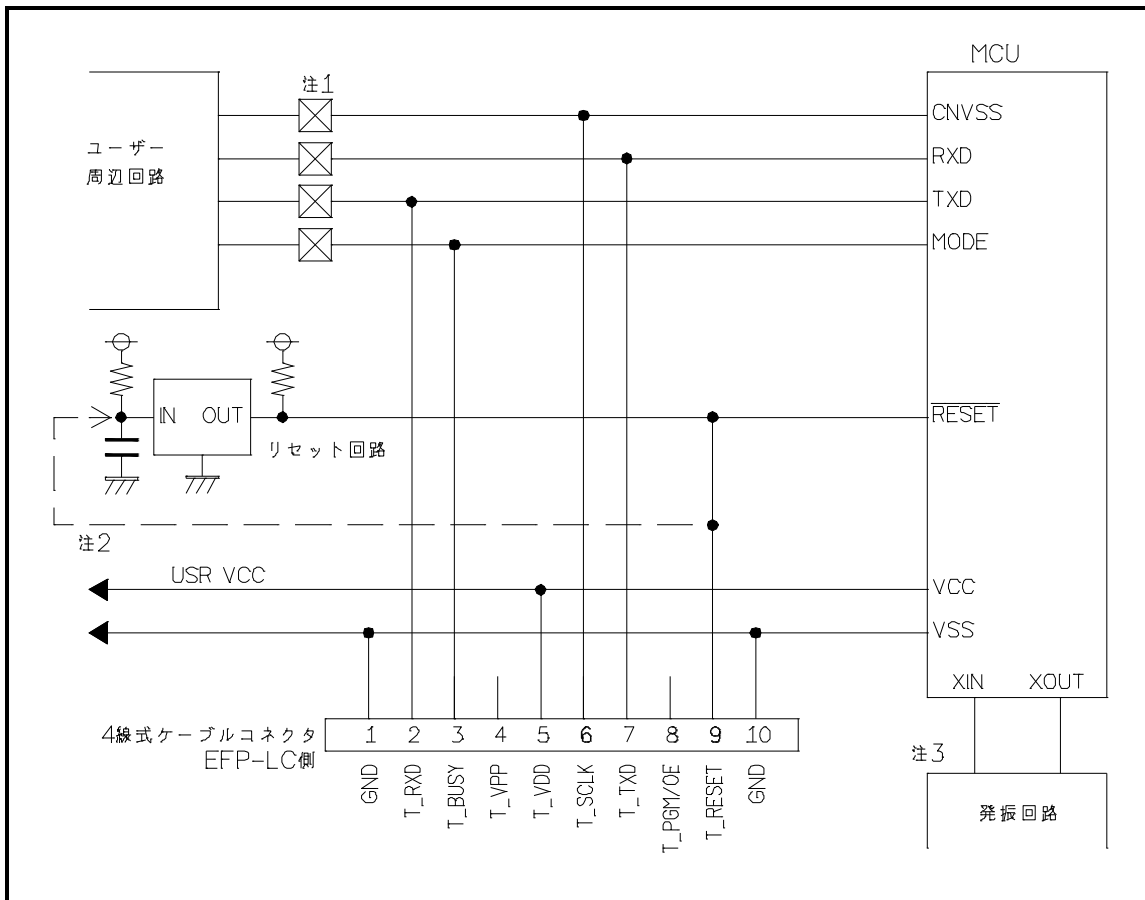 MCU
注1
CNVSS
ユーザー
周辺回路
RXD
TXD
MODE
IN OUT
RESET
リセット回路
注2
USR VCC
VCC
VSS
XIN XOUT
4線式ケーブルコネクタ
EFP-LC側
1 2 3 4 5 6 7 8 9 10
注3
GND
T_RXD
T_BUSY
T_VPP
T_VDD
T_SCLK
T_TXD
T_PGM/OE
T_RESET
GND
発振回路